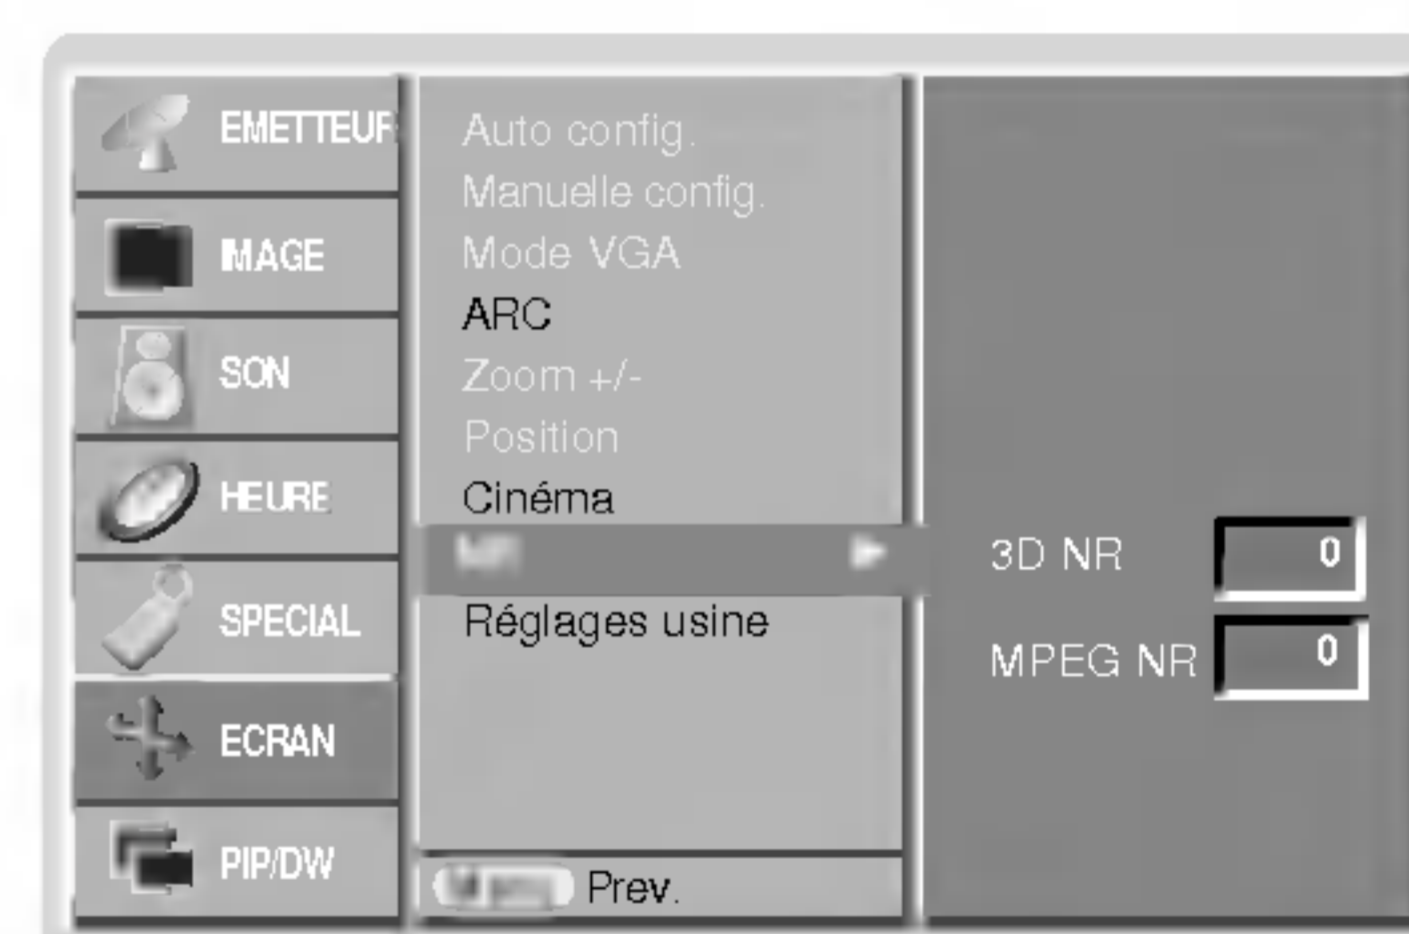 EMETTEUR
IMAGE
SON
HEURE
SPECIAL
ECRAN
PIP/DW
Auto config.
Manuelle config.
Mode VGA
ARC
Zoom +/-
Position
Cinéma
Réglages usine
Prev.
3D NR 0
MPEG NR 0